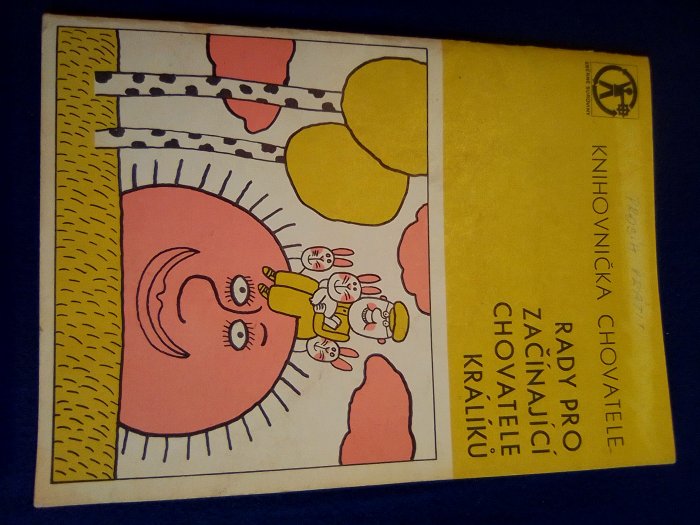 KNIHOVNIČKA CHOVATELE
RADY PRO
ZAČÍNAJÍCÍ
CHOVATELE
KRÁLÍKŮ